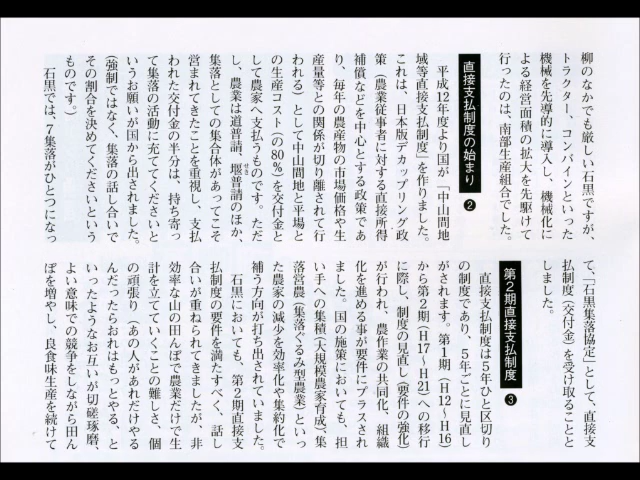 柳のなかでも厳しい石黒ですが、
トラクター、コンバインといった
機械を先導的に導入し、機械化に
よる経営面積の拡大を先駆けて
行ったのは、南部生産組合でした。
直接支払制度の始まり ❷
平成12年度より国が「中山間地
域等直接支払制度」を作りました。
これは、日本版デカップリング政
策(農業従事者に対する直接所得
補償などを中心とする政策であ
り、毎年の農産物の市場価格や生
産量等との関係が切り離されて行
われる)として中山間地と平場と
の生産コスト(の80%)を交付金と
して農家へ支払うものです。ただ
し、農業は道普請、堰普請のほか、
集落としての集合体があってこそ
営まれてきたことを重視し、支払
われた交付金の半分は、持ち寄っ
て集落の活動に充ててくださいと
いうお願いが国から出されました。
(強制ではなく、集落の話し合いで
その割合を決めてくださいという
ものです。)
石黒では、7集落がひとつになっ
て、「石黒集落協定」として、直接支
払制度(交付金)を受け取ることと
しました。
第2期直接支払制度 ❸
直接支払制度は5年ひと区切り
の制度であり、5年ごとに見直し
がされます。第1期(H12～H16)
から第2期(H17～H21)への移行
に際し、制度の見直し(要件の強化)
が行われ、農作業の共同化、組織
化を進める事が要件にプラスされ
ました。国の施策においても、担
い手への集積(大規模農家育成)、集
落営農(集落ぐるみ型農業)といっ
た農家の減少を効率化や集約化で
補う方向が打ち出されていました。
石黒においても、第2期直接支
払制度の要件を満たすべく、話し
合いが重ねられてきましたが、非
効率な山の田んぼで農業だけで生
計を立てていくことの難しさ、個
の頑張り(あの人があれだけやる
んだったらおれはもっとやる、と
いったようなお互いが切磋琢磨、
よい意味での競争をしながら田ん
ぼを増やし、良食味生産を続けて